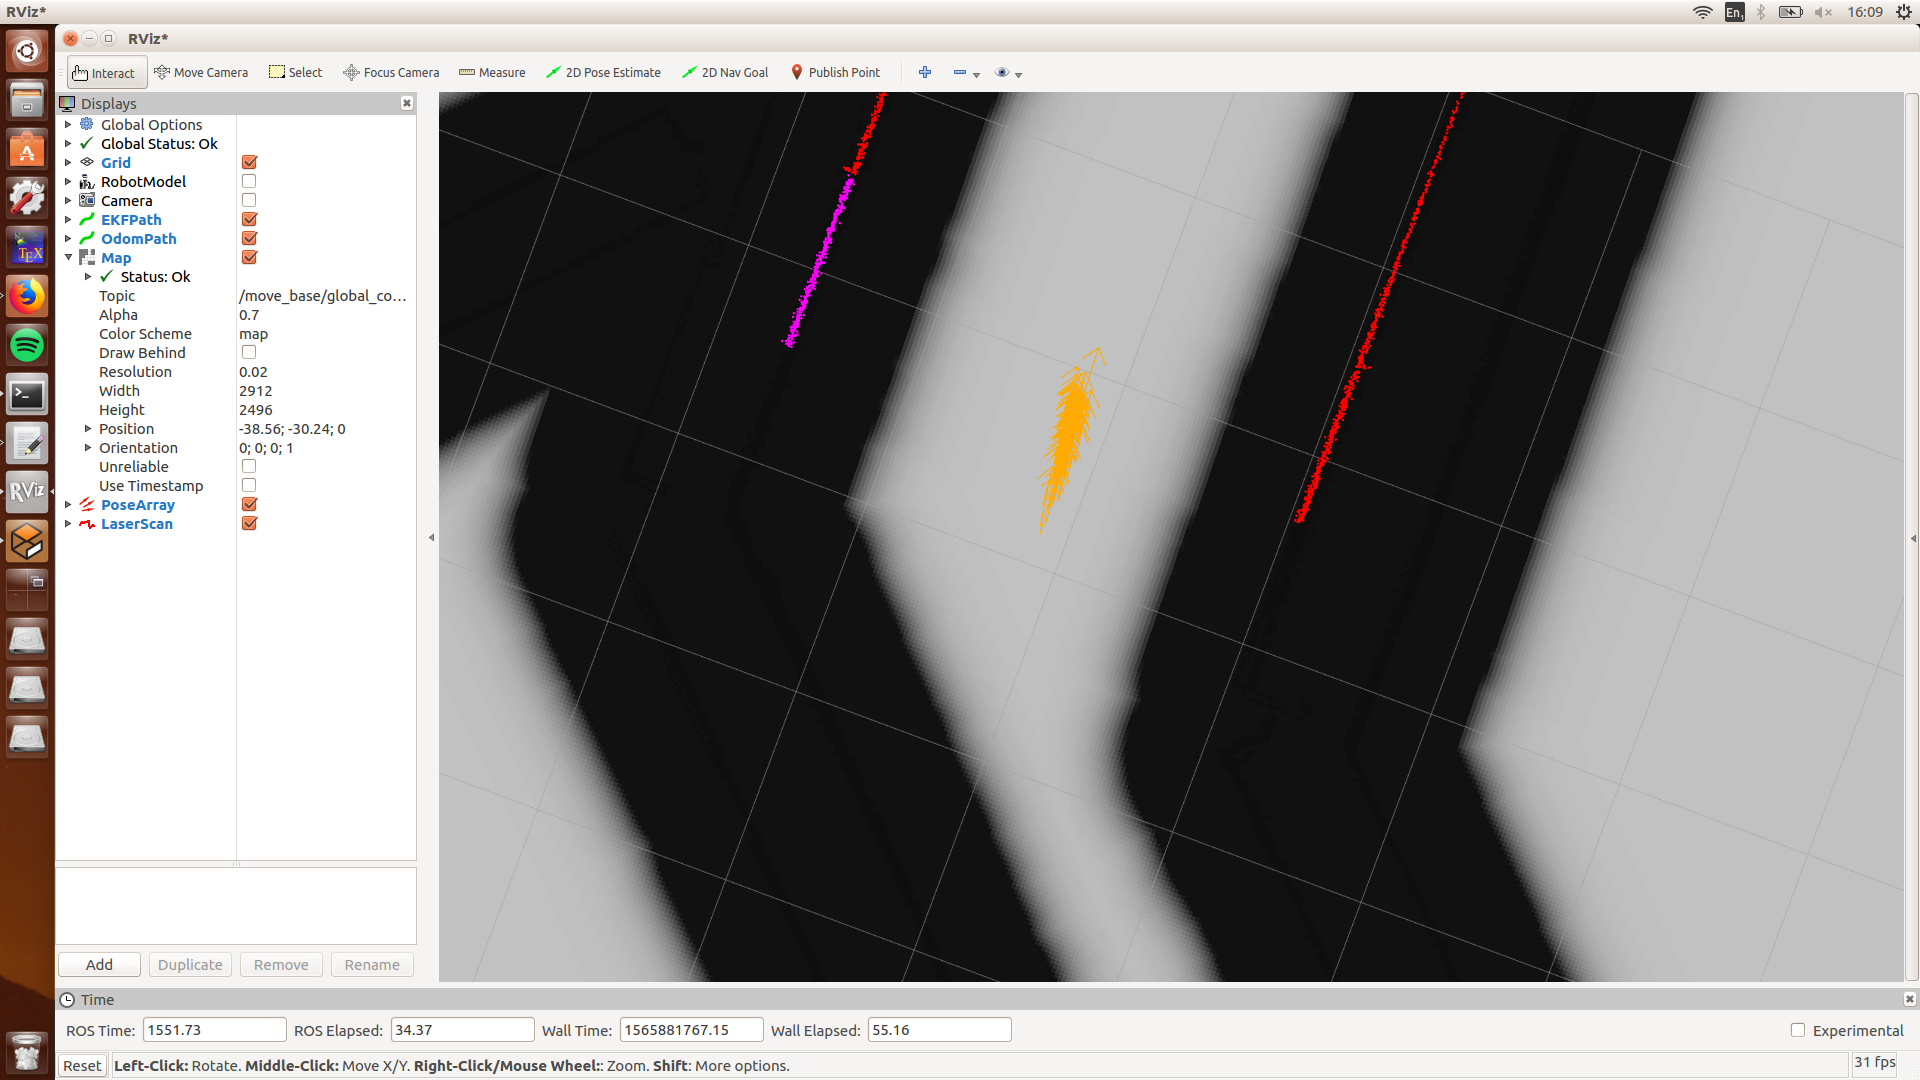 RViz*
En1
16:09
RViz*
Interact
Move Camera
Select
Focus Camera
Measure
2D Pose Estimate
2D Nav Goal
Publish Point
Displays
Global Options
Global Status: Ok
Grid
RobotModel
Camera
EKFPath
OdomPath
Map
Status: Ok
Topic /move_base/global_co...
Alpha 0.7
Color Scheme map
Draw Behind
Resolution 0.02
Width 2912
Height 2496
Position -38.56; -30.24; 0
Orientation 0; 0; 0; 1
Unreliable
Use Timestamp
PoseArray
LaserScan
TEX
RViz
Add Duplicate Remove Rename
Time
ROS Time: 1551.73 ROS Elapsed: 34.37 Wall Time: 1565881767.15 Wall Elapsed: 55.16 Experimental
Reset Left-Click: Rotate. Middle-Click: Move X/Y. Right-Click/Mouse Wheel:: Zoom. Shift: More options. 31 fps